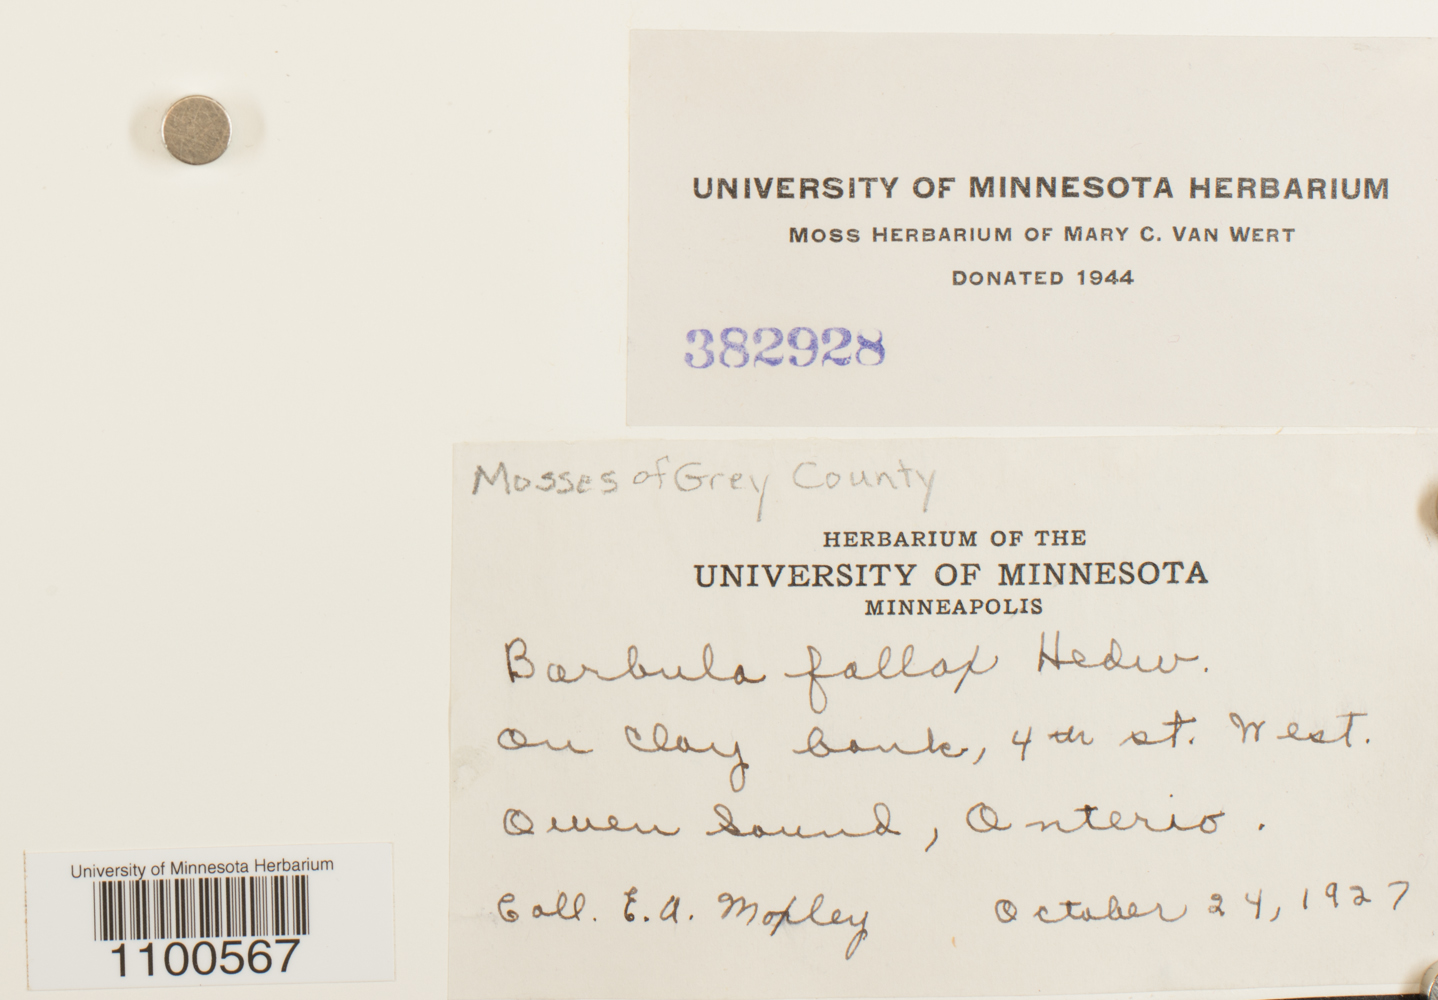 UNIVERSITY OF MINNESOTA HERBARIUM
MOSS HERBARIUM OF MARY C. VAN WERT
DONATED 1944
382928
Mosses of Grey County
HERBARIUM OF THE
UNIVERSITY OF MINNESOTA
MINNEAPOLIS
Barbula fallax Hedw.
On clay bank, 4th st. West.
Owen Sound, Onterio.
Coll. E.A. Moxley October 24, 1927
University of Minnesota Herbarium
1100567